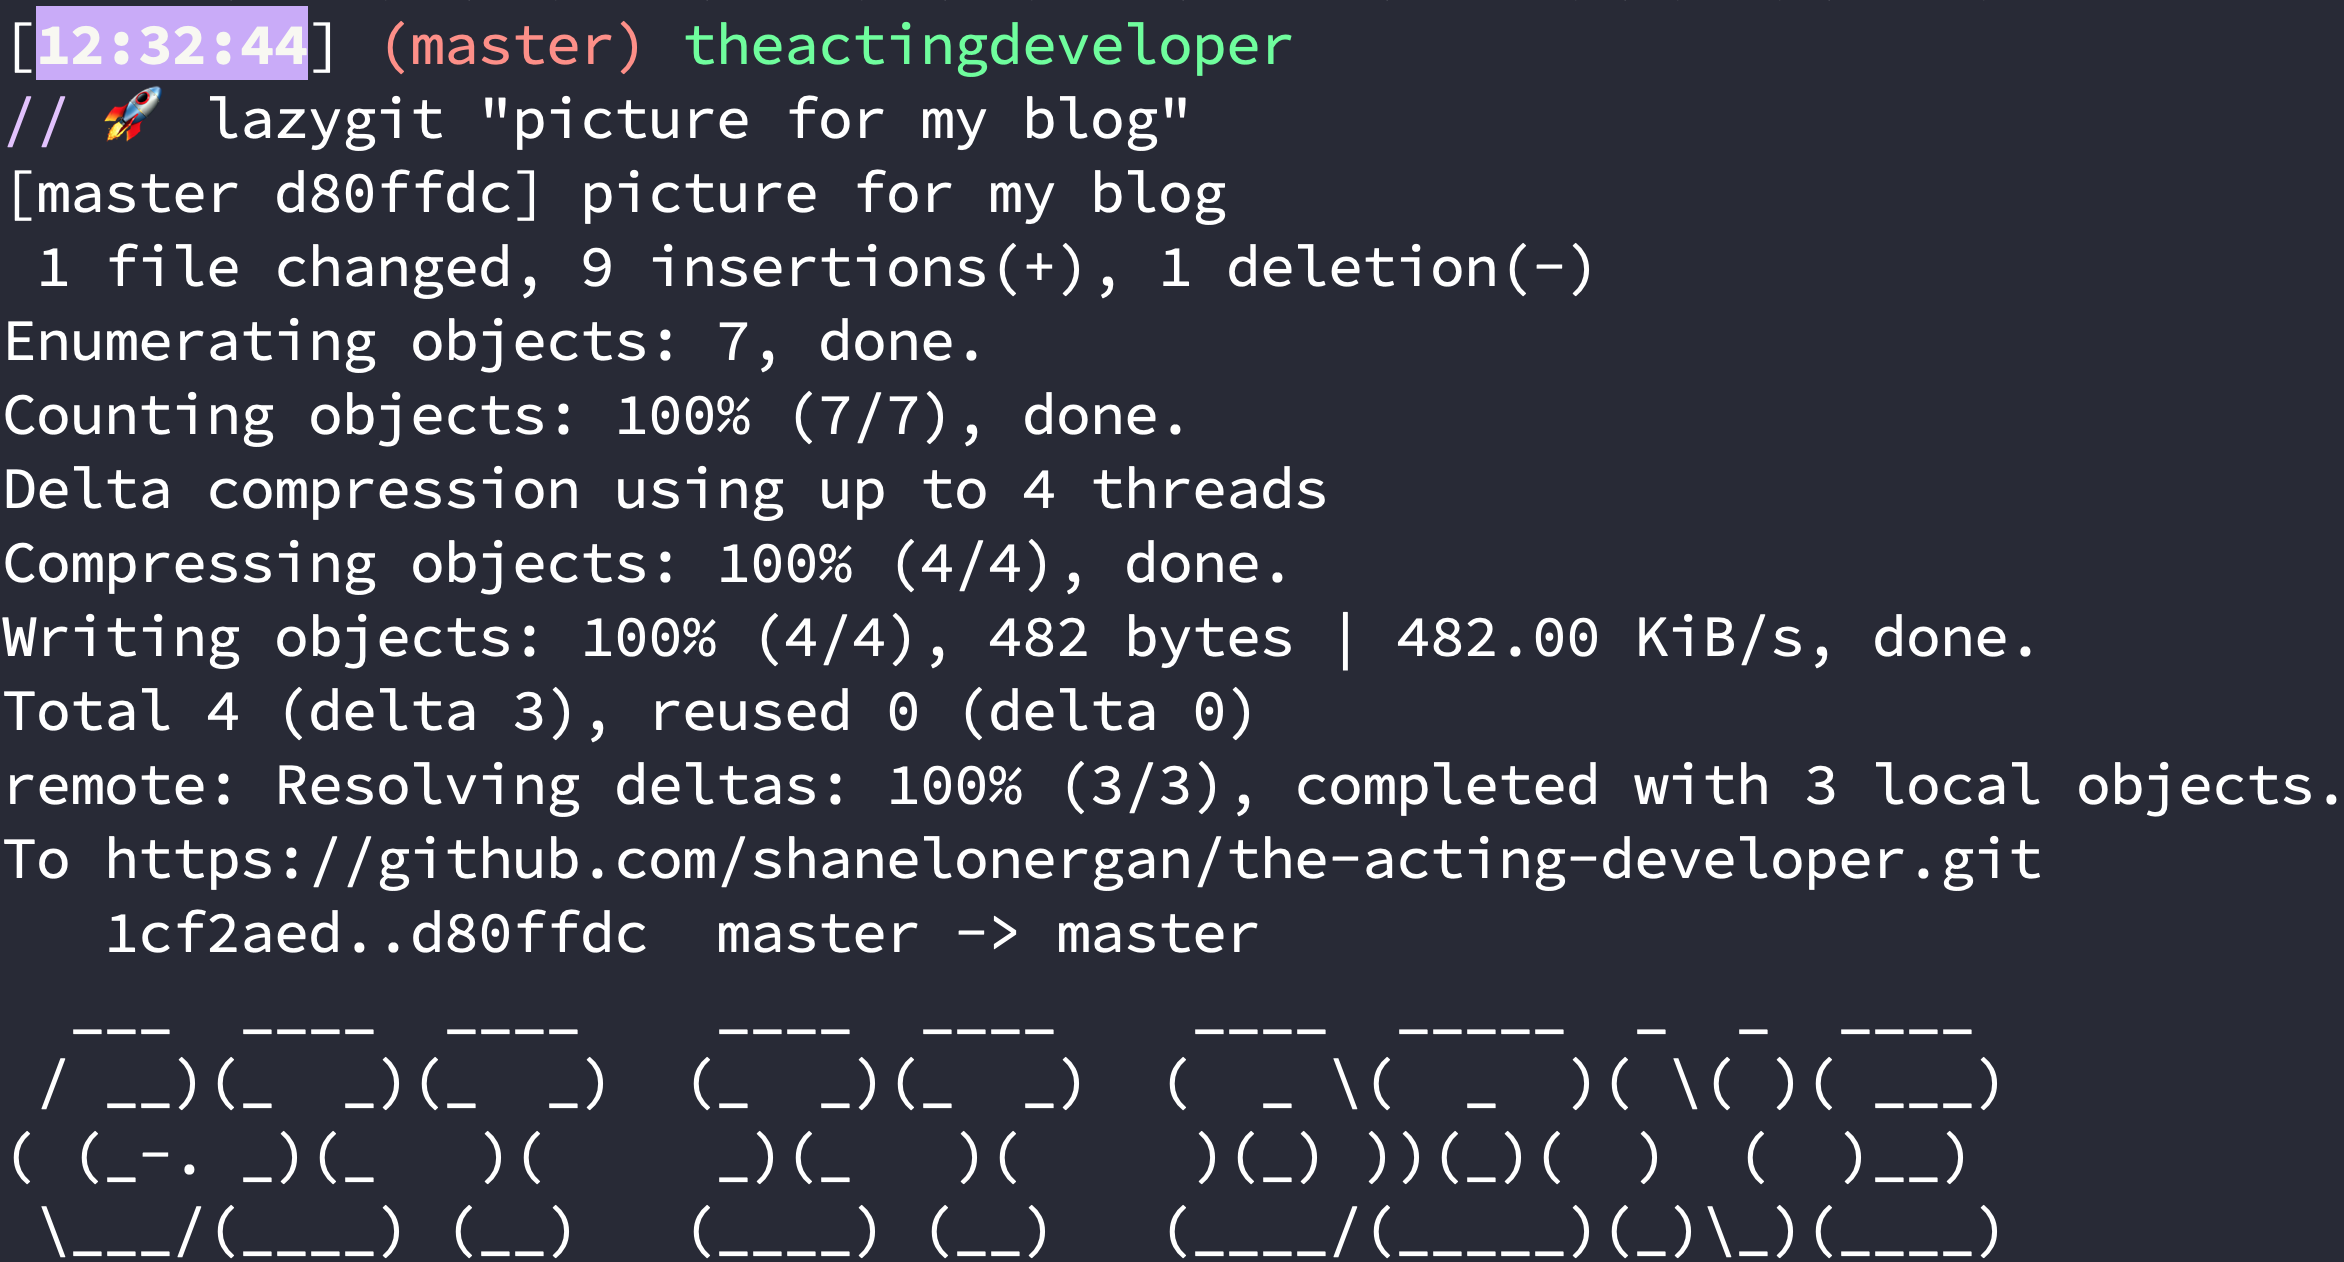 [12:32:44] (master) theactingdeveloper
// 🚀 lazygit "picture for my blog"
[master d80ffdc] picture for my blog
 1 file changed, 9 insertions(+), 1 deletion(-)
Enumerating objects: 7, done.
Counting objects: 100% (7/7), done.
Delta compression using up to 4 threads
Compressing objects: 100% (4/4), done.
Writing objects: 100% (4/4), 482 bytes | 482.00 KiB/s, done.
Total 4 (delta 3), reused 0 (delta 0)
remote: Resolving deltas: 100% (3/3), completed with 3 local objects.
To https://github.com/shanelonergan/the-acting-developer.git
   1cf2aed..d80ffdc  master -> master
  ___  ____  ____    ____  ____    ____  _____  _  _  ____
 / __)(_  _)(_  _)  (_  _)(_  _)  (  _ \(  _  )( \( )( ___)
( (_-. _)(_   )(     _)(_   )(     )(_) ))(_)(  )  (  )__)
 \___/(____) (__)   (____) (__)   (____/(_____)(_)\_)(____)